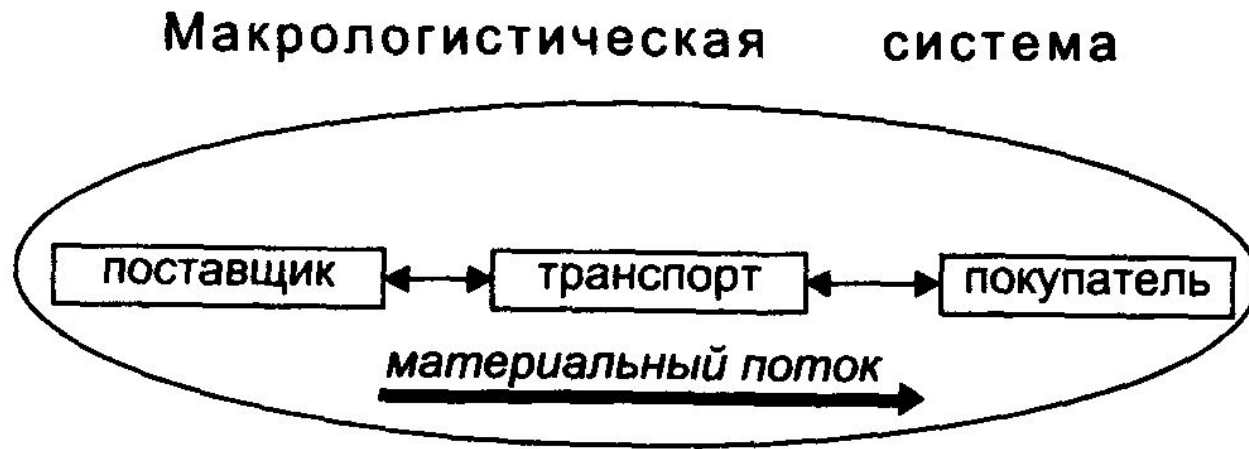 Макрологистическая система
поставщик транспорт покупатель
материальный поток